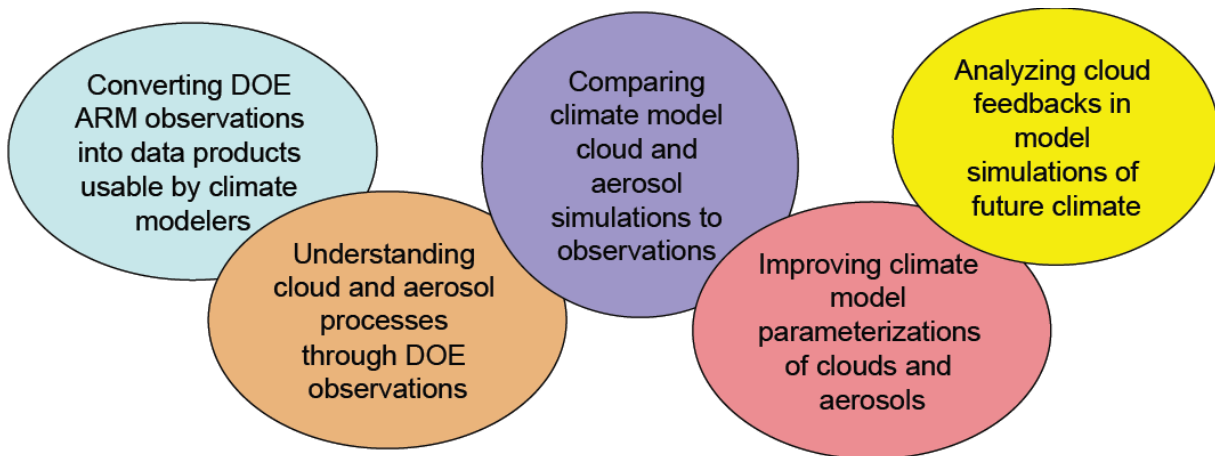 Converting DOE
ARM observations
into data products
usable by climate
modelers
Understanding
cloud and aerosol
processes
through DOE
observations
Comparing
climate model
cloud and
aerosol
simulations to
observations
Improving climate
model
parameterizations
of clouds and
aerosols
Analyzing cloud
feedbacks in
model
simulations of
future climate